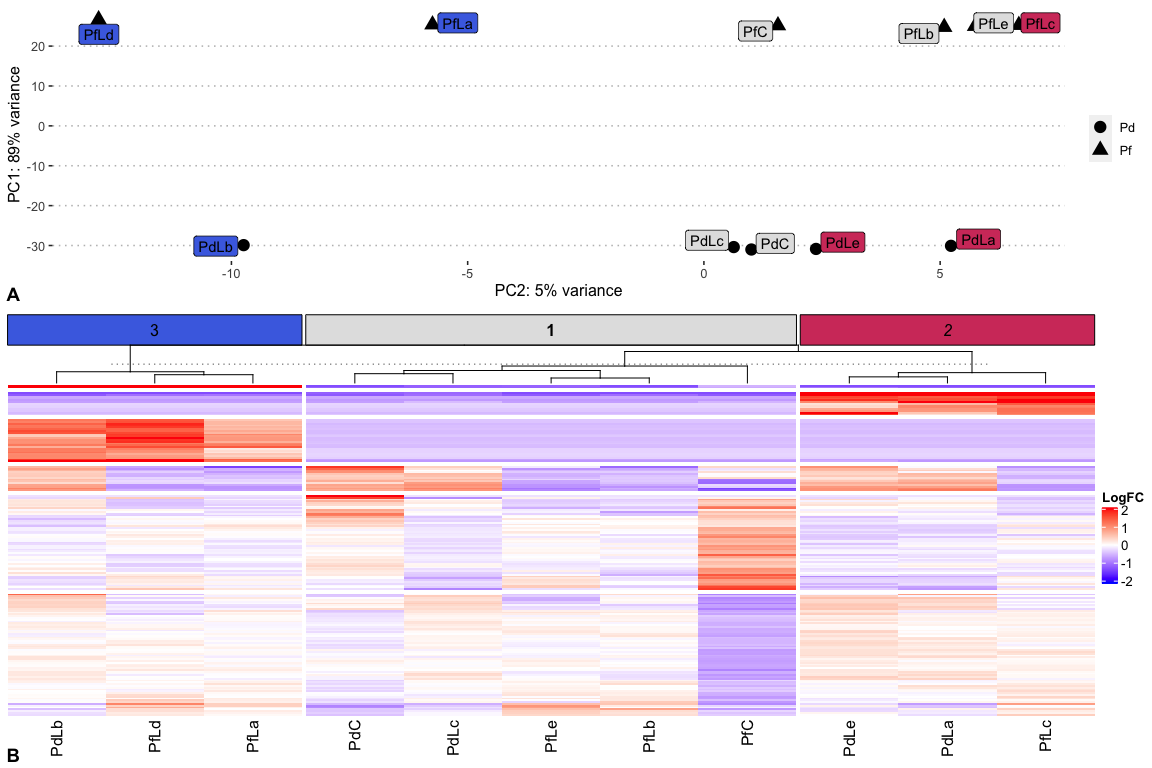 PfLd
PfLa
PfC
PfLb
PfLe
PfLc
20
10
0
-10
-20
-30
PC1: 89% variance
Pd
Pf
PdLb
PdLc
PdC
PdLe
PdLa
-10
-5
0
5
PC2: 5% variance
A
3
1
2
LogFC
2
1
0
-1
-2
PdLb
PfLd
PfLa
PdC
PdLc
PfLe
PfLb
PfC
PdLe
PdLa
PfLc
B